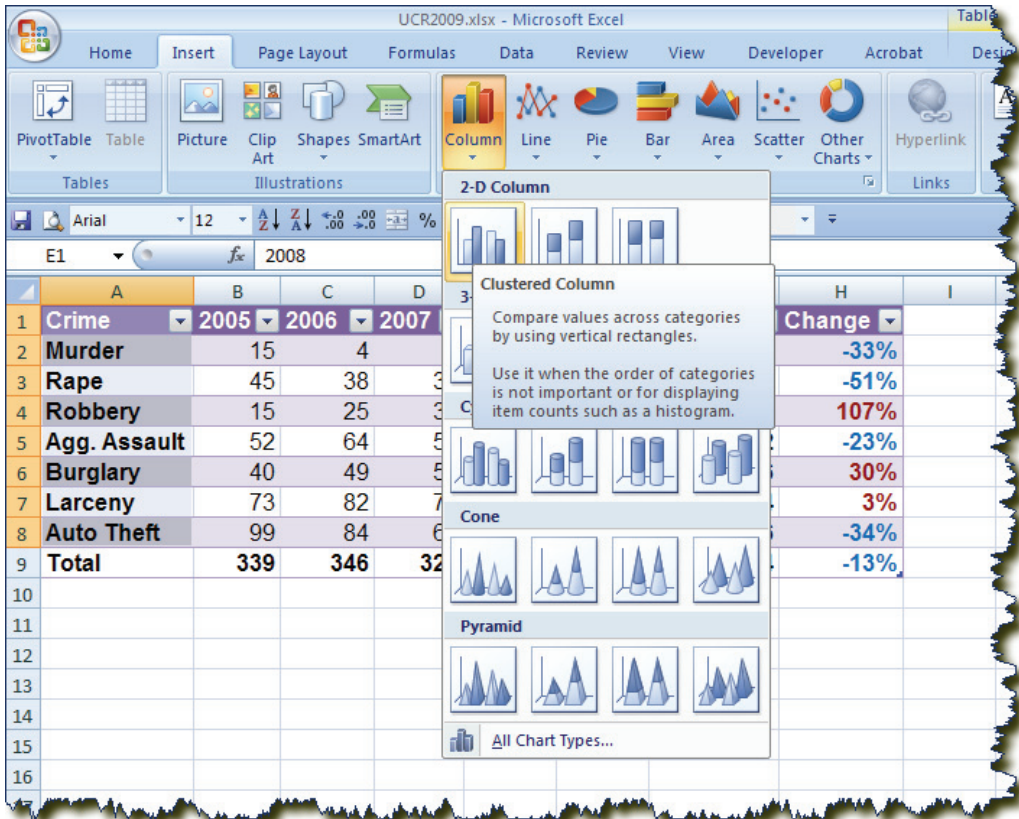 UCR2009.xlsx - Microsoft Excel
Home Insert Page Layout Formulas Data Review View Developer Acrobat
PivotTable Table Picture Clip Art Shapes SmartArt Column Line Pie Bar Area Scatter Other Charts Hyperlink
Tables Illustrations Links
2-D Column
Arial 12 %
E1 fx 2008
Clustered Column
Compare values across categories
by using vertical rectangles.
Use it when the order of categories
is not important or for displaying
item counts such as a histogram.
A B C D H I
1 Crime 2005 2006 2007 Change
2 Murder 15 4 -33%
3 Rape 45 38 -51%
4 Robbery 15 25 107%
5 Agg. Assault 52 64 -23%
6 Burglary 40 49 30%
7 Larceny 73 82 3%
8 Auto Theft 99 84 -34%
9 Total 339 346 -13%
10
11
12
13
14
15
16
Cone
Pyramid
All Chart Types...